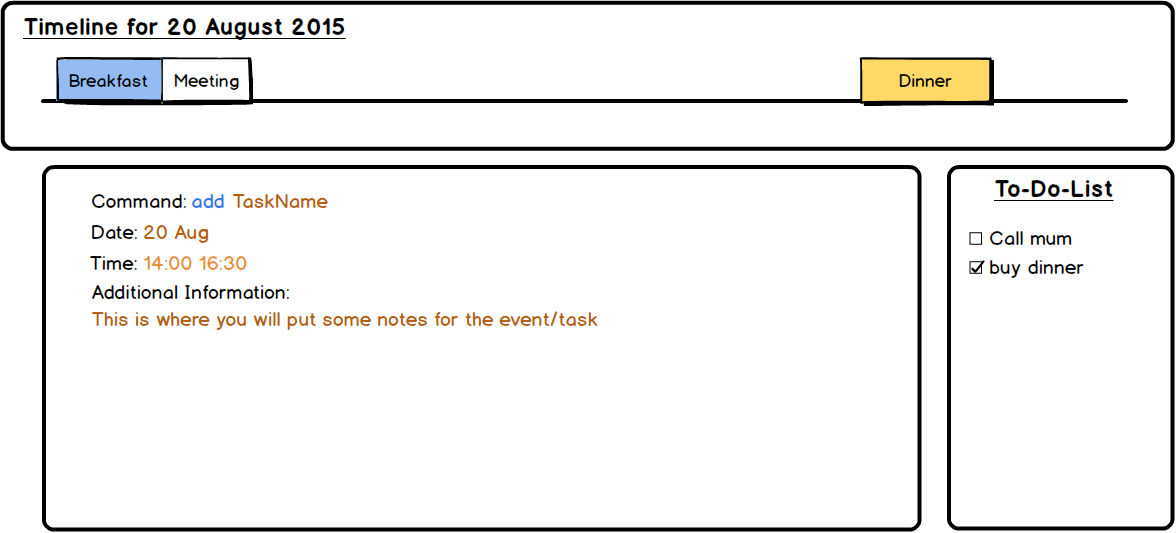 Timeline for 20 August 2015
Breakfast Meeting Dinner
Command: add TaskName
Date: 20 Aug
Time: 14:00 16:30
Additional Information:
This is where you will put some notes for the event/task
To-Do-List
Call mum
buy dinner